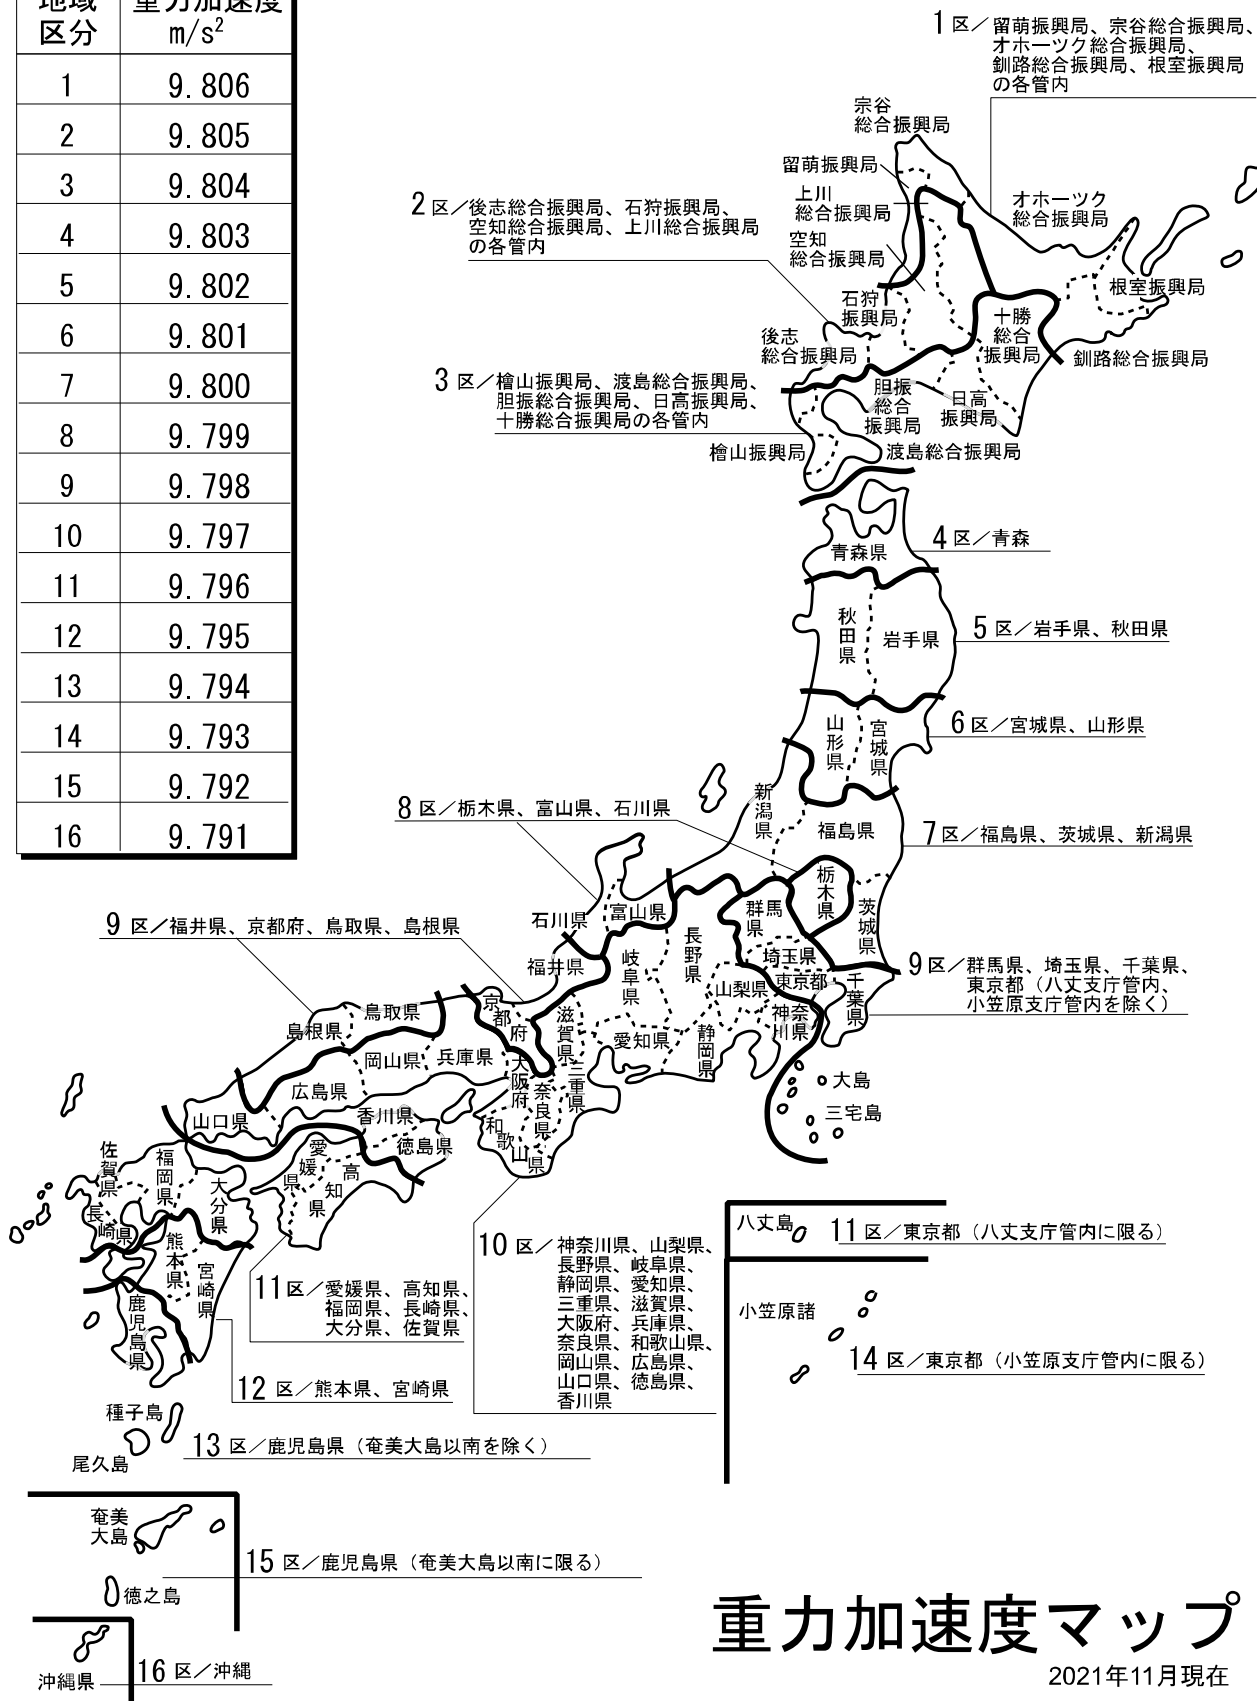 地域 重力加速度
区分 m/s²
1 9.806
2 9.805
3 9.804
4 9.803
5 9.802
6 9.801
7 9.800
8 9.799
9 9.798
10 9.797
11 9.796
12 9.795
13 9.794
14 9.793
15 9.792
16 9.791
1 区／留萌振興局、宗谷総合振興局、
オホーツク総合振興局、
釧路総合振興局、根室振興局
の各管内
宗谷
総合振興局
留萌振興局
上川
総合振興局
オホーツク
総合振興局
2 区／後志総合振興局、石狩振興局、
空知総合振興局、上川総合振興局
の各管内
空知
総合振興局
根室振興局
石狩
振興局
十勝
総合
振興局
後志
総合振興局
釧路総合振興局
3 区／檜山振興局、渡島総合振興局、
胆振総合振興局、日高振興局、
十勝総合振興局の各管内
胆振
総合
振興局
日高
振興局
檜山振興局
渡島総合振興局
青森県
4 区／青森
秋田県
岩手県
5 区／岩手県、秋田県
山形県
宮城県
6 区／宮城県、山形県
新潟県
8 区／栃木県、富山県、石川県
福島県
7 区／福島県、茨城県、新潟県
栃木県
茨城県
群馬県
富山県
石川県
9 区／福井県、京都府、鳥取県、島根県
長野県
岐阜県
埼玉県
福井県
9 区／群馬県、埼玉県、千葉県、
東京都（八丈支庁管内、
小笠原支庁管内を除く）
山梨県
東京都
千葉県
神奈川県
京都府
滋賀県
鳥取県
島根県
愛知県
静岡県
岡山県
兵庫県
大阪府
三重県
奈良県
広島県
大島
三宅島
山口県
香川県
徳島県
和歌山県
愛媛県
高知県
佐賀県
福岡県
大分県
長崎県
八丈島
11 区／東京都（八丈支庁管内に限る）
熊本県
宮崎県
10 区／神奈川県、山梨県、
長野県、岐阜県、
静岡県、愛知県、
三重県、滋賀県、
大阪府、兵庫県、
奈良県、和歌山県、
岡山県、広島県、
山口県、徳島県、
香川県
11区／愛媛県、高知県、
福岡県、長崎県、
大分県、佐賀県
鹿児島県
小笠原諸
14 区／東京都（小笠原支庁管内に限る）
12 区／熊本県、宮崎県
種子島
尾久島
13 区／鹿児島県（奄美大島以南を除く）
奄美
大島
15 区／鹿児島県（奄美大島以南に限る）
徳之島
沖縄県
16 区／沖縄
重力加速度マップ
2021年11月現在